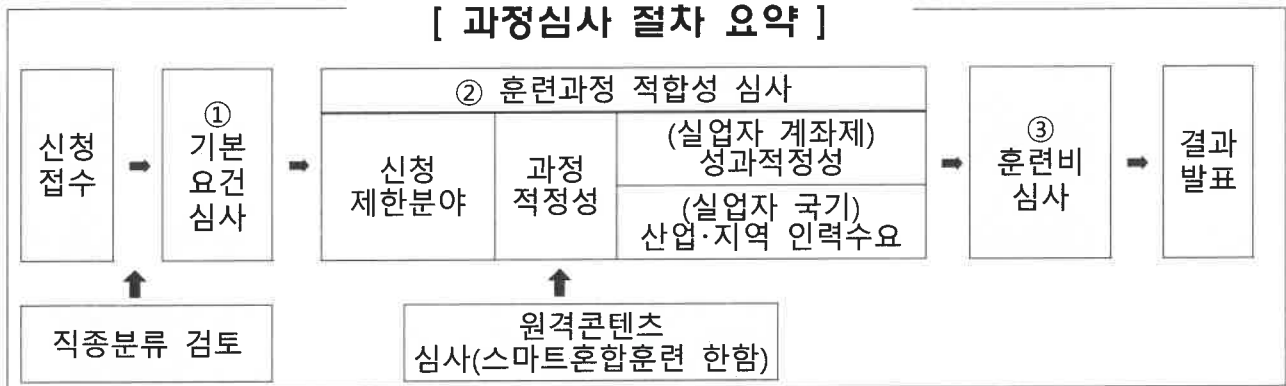 [ 과정심사 절차 요약 ]
신청
접수
①
기본
요건
심사
② 훈련과정 적합성 심사
신청
제한분야
과정
적정성
(실업자 계좌제)
성과적정성
(실업자 국기)
산업·지역 인력수요
③
훈련비
심사
결과
발표
직종분류 검토
원격콘텐츠
심사(스마트혼합훈련 한함)